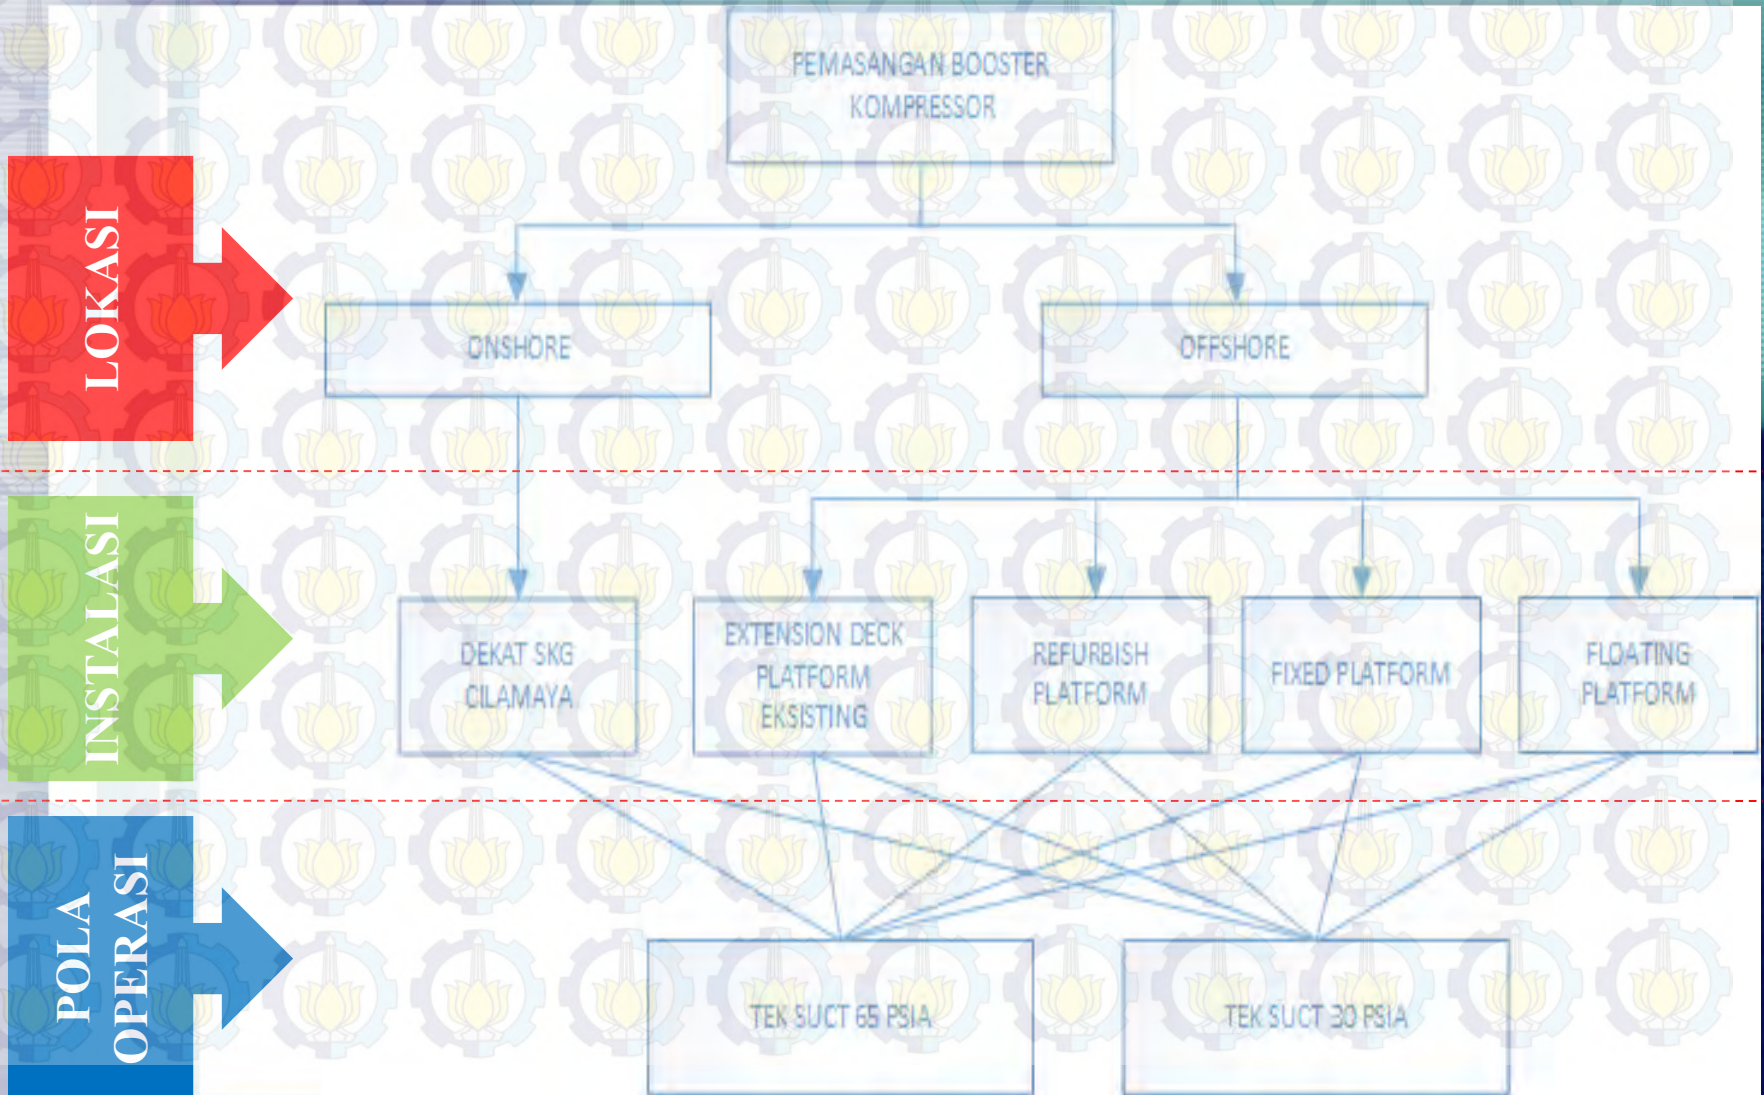 PEMASANGAN BOOSTER
KOMPRESSOR
LOKASI
ONSHORE
OFFSHORE
INSTALASI
DEKAT SKG
CILAMAYA
EXTENSION DECK
PLATFORM
EKSISTING
REFURBISH
PLATFORM
FIXED PLATFORM
FLOATING
PLATFORM
POLA
OPERASI
TEK SUCT 65 PSIA
TEK SUCT 30 PSIA